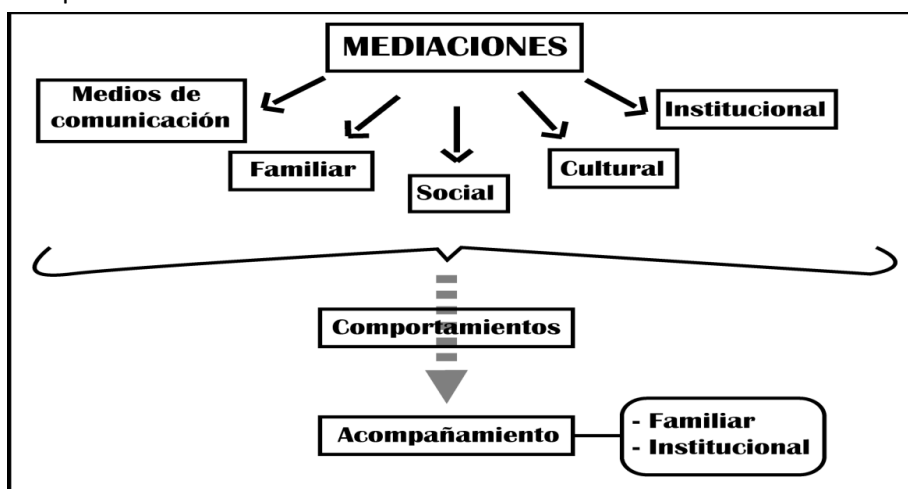 MEDIACIONES
Medios de
comunicación
Familiar
Social
Cultural
Institucional
Comportamientos
Acompañamiento
- Familiar
- Institucional